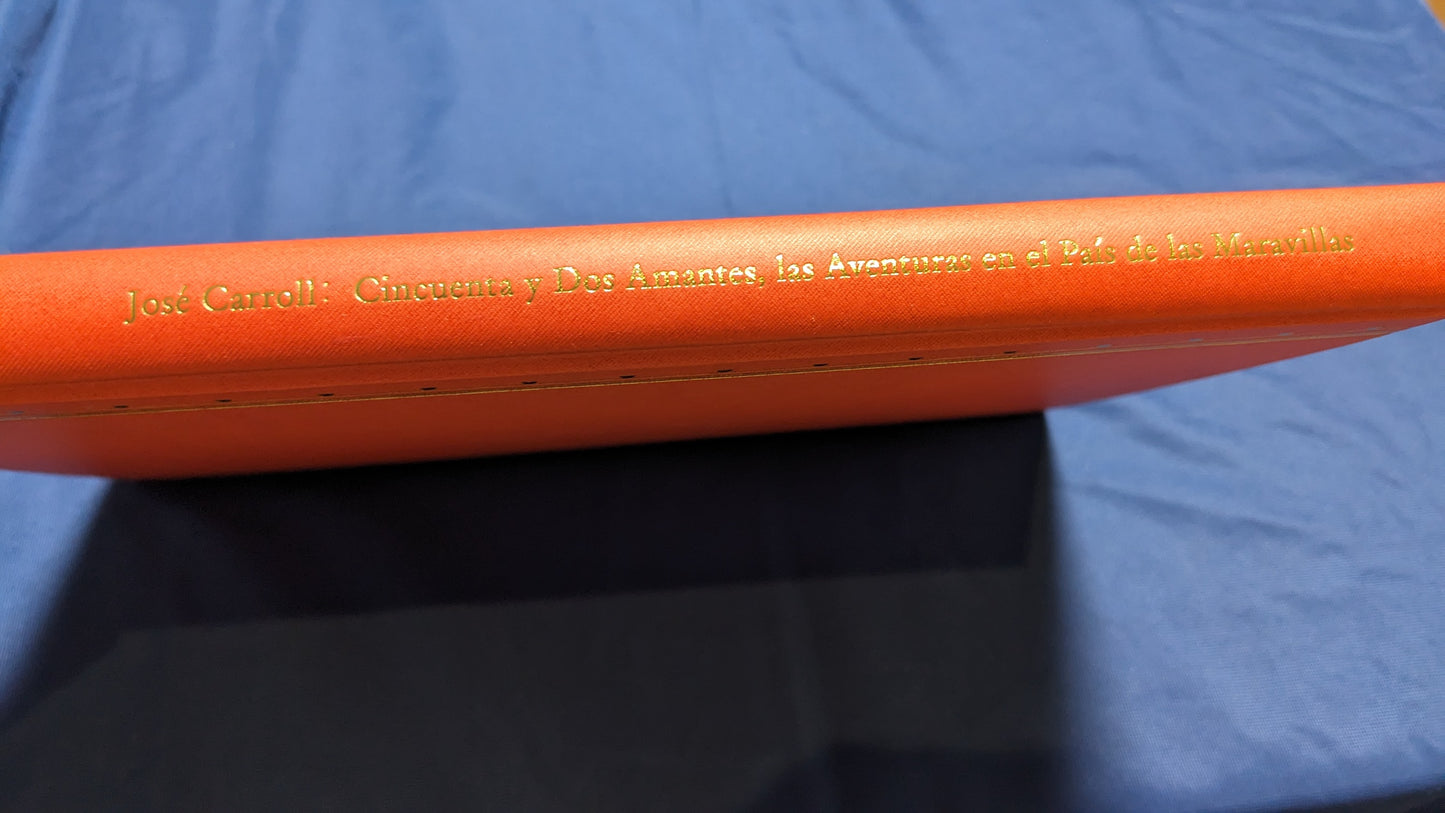 José Carroll: Cincuenta y Dos Amantes, las Aventuras en el País de las Maravillas